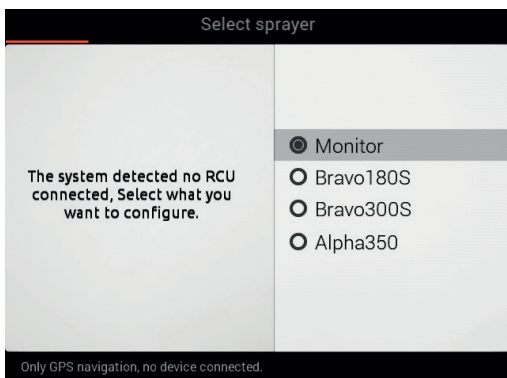 Select sprayer
The system detected no RCU
connected, Select what you
want to configure.
Monitor
Bravo180S
Bravo300S
Alpha350
Only GPS navigation, no device connected.